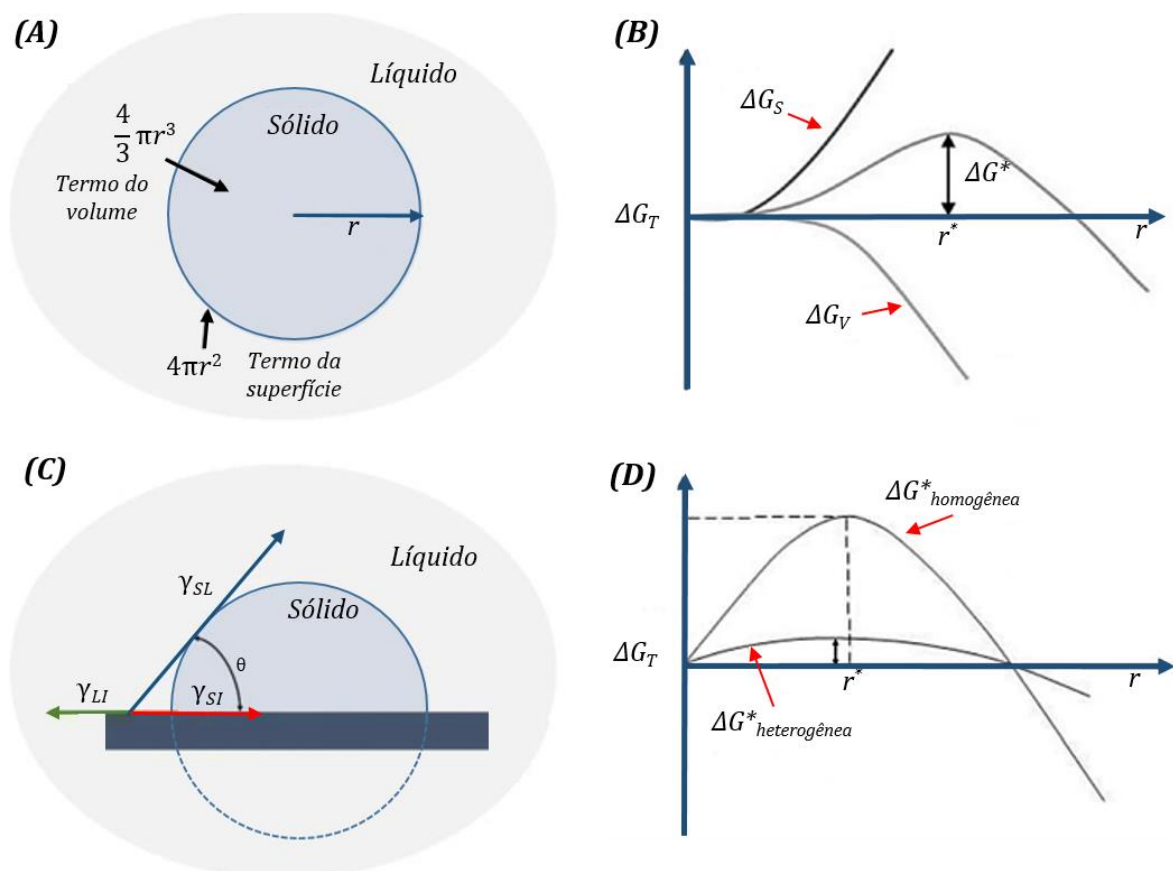 (A)
Líquido
Sólido
4/3 πr³
Termo do
volume
r
4πr²
Termo da
superfície
(B)
ΔG_S
ΔG*
ΔG_T
r*
r
ΔG_V
(C)
Líquido
γ_SL
Sólido
θ
γ_LI
γ_SI
(D)
ΔG*_homogênea
ΔG_T
r*
r
ΔG*_heterogênea